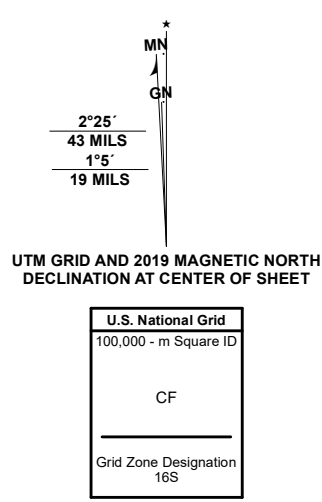 MN
GN
2°25´
43 MILS
1°5´
19 MILS
UTM GRID AND 2019 MAGNETIC NORTH
DECLINATION AT CENTER OF SHEET
U.S. National Grid
100,000 - m Square ID
CF
Grid Zone Designation
16S